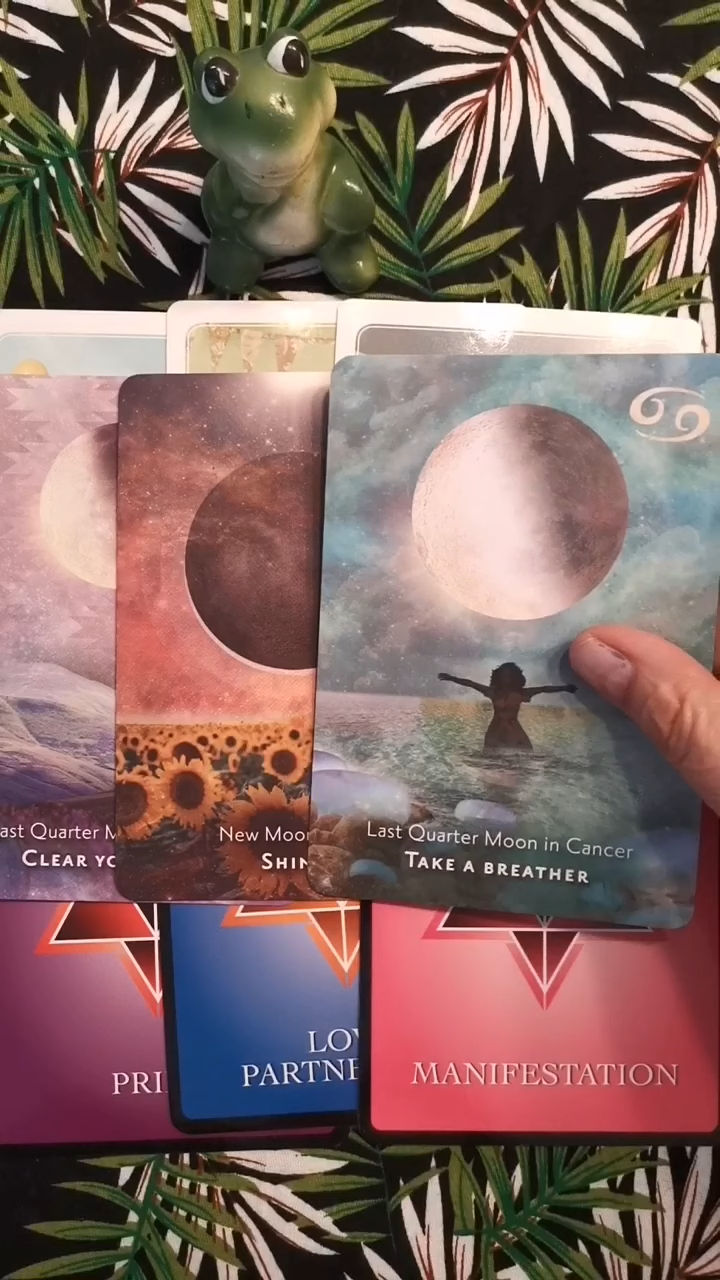 Last Quarter Moon in Cancer
TAKE A BREATHER
New Moon
SHIN
ast Quarter M
CLEAR YO
PRI
LOV
PARTNE
MANIFESTATION